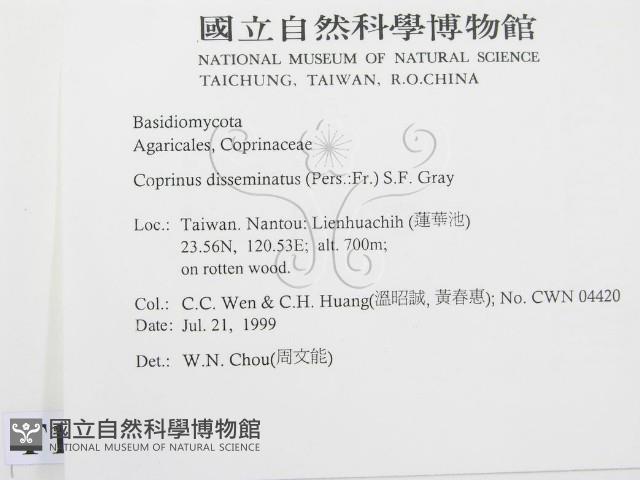 國立自然科學博物館
NATIONAL MUSEUM OF NATURAL SCIENCE
TAICHUNG, TAIWAN, R.O.CHINA
Basidiomycota
Agaricales, Coprinaceae
Coprinus disseminatus (Pers.:Fr.) S.F. Gray
Loc.: Taiwan. Nantou: Lienhuachih (蓮華池)
23.56N, 120.53E; alt. 700m;
on rotten wood.
Col.: C.C. Wen & C.H. Huang(溫昭誠, 黃春惠); No. CWN 04420
Date: Jul. 21, 1999
Det.: W.N. Chou(周文能)
國立自然科學博物館
NATIONAL MUSEUM OF NATURAL SCIENCE